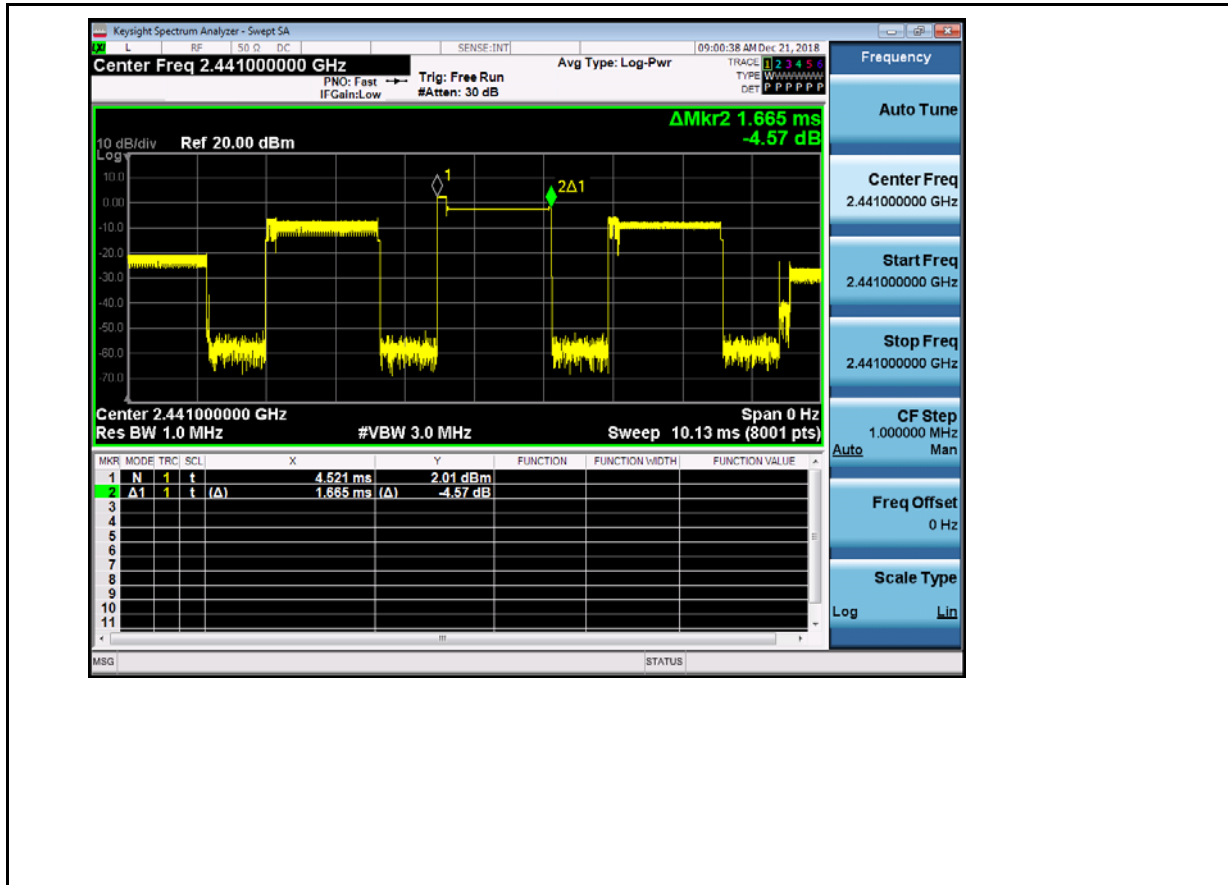 Keysight Spectrum Analyzer - Swept SA
LXI L RF 50 Ω DC SENSE:INT 09:00:38 AM Dec 21, 2018
Center Freq 2.441000000 GHz
PNO: Fast
IFGain:Low
Trig: Free Run
#Atten: 30 dB
Avg Type: Log-Pwr
TRACE 1 2 3 4 5 6
TYPE WWWWWW
DET P P P P P P
ΔMkr2 1.665 ms
-4.57 dB
10 dB/div Ref 20.00 dBm
Log
10.0
0.00
-10.0
-20.0
-30.0
-40.0
-50.0
-60.0
-70.0
1
2Δ1
Center 2.441000000 GHz Span 0 Hz
Res BW 1.0 MHz #VBW 3.0 MHz Sweep 10.13 ms (8001 pts)
MKR MODE TRC SCL X Y FUNCTION FUNCTION WIDTH FUNCTION VALUE
1 N 1 t 4.521 ms 2.01 dBm
2 Δ1 1 t (Δ) 1.665 ms (Δ) -4.57 dB
3
4
5
6
7
8
9
10
11
MSG STATUS
Frequency
Auto Tune
Center Freq
2.441000000 GHz
Start Freq
2.441000000 GHz
Stop Freq
2.441000000 GHz
CF Step
1.000000 MHz
Auto Man
Freq Offset
0 Hz
Scale Type
Log Lin